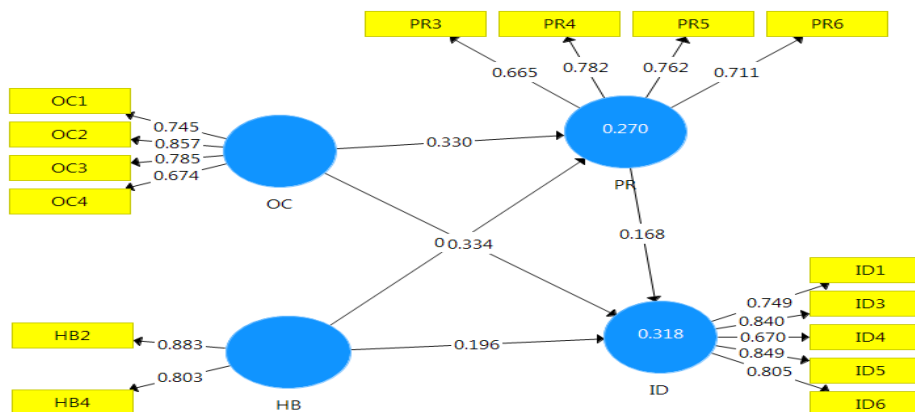 PR3 PR4 PR5 PR6
0.665 0.782 0.762 0.711
OC1
OC2
OC3
OC4
0.745
0.857
0.785
0.674
OC
0.330
0.270
PR
0.334
0.168
HB2
HB4
0.883
0.803
HB
0.196
0.318
ID
0.749
0.840
0.670
0.849
0.805
ID1
ID3
ID4
ID5
ID6